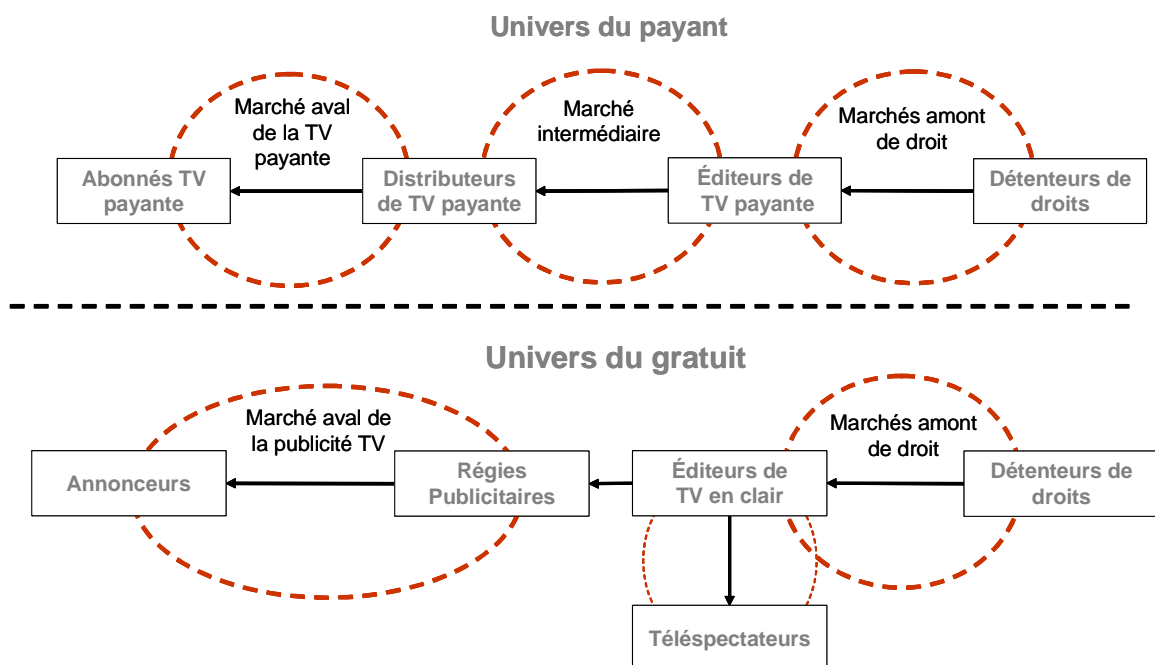 Univers du payant
Marché aval
de la TV
payante
Marché
intermédiaire
Marchés amont
de droit
Abonnés TV
payante
Distributeurs
de TV payante
Éditeurs de
TV payante
Détenteurs de
droits
Univers du gratuit
Marché aval de
la publicité TV
Marchés amont
de droit
Annonceurs
Régies
Publicitaires
Éditeurs de
TV en clair
Détenteurs de
droits
Téléspectateurs